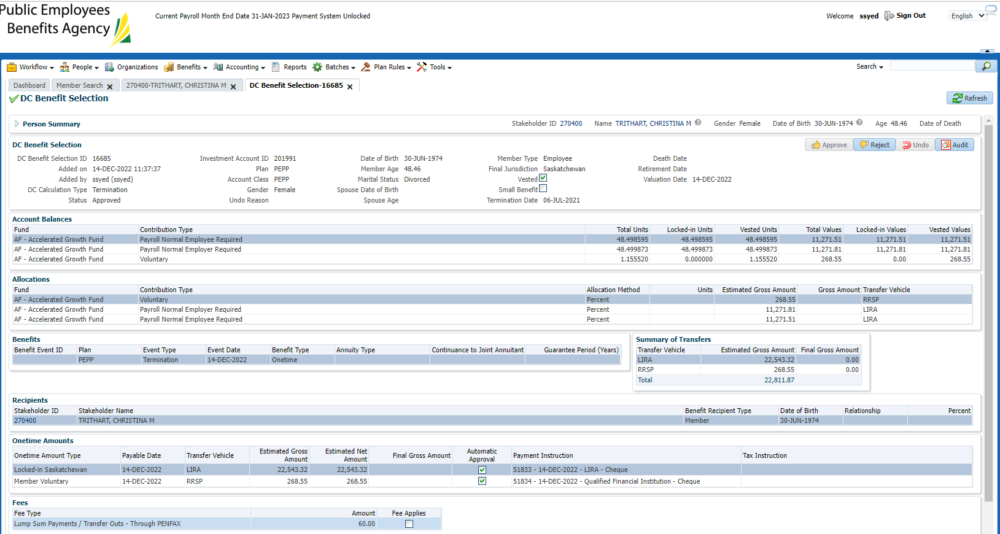 Public Employees
Benefits Agency
Current Payroll Month End Date 31-JAN-2023 Payment System Unlocked
Welcome ssyed Sign Out English
Workflow People Organizations Benefits Accounting Reports Batches Plan Rules Tools Search
Dashboard Member Search 270400-TRITHART, CHRISTINA M DC Benefit Selection-16685
DC Benefit Selection Refresh
Person Summary Stakeholder ID 270400 Name TRITHART, CHRISTINA M Gender Female Date of Birth 30-JUN-1974 Age 48.46 Date of Death
DC Benefit Selection Approve Reject Undo Audit
DC Benefit Selection ID 16685 Investment Account ID 201991 Date of Birth 30-JUN-1974 Member Type Employee Death Date
Added on 14-DEC-2022 11:37:37 Plan PEPP Member Age 48.46 Final Jurisdiction Saskatchewan Retirement Date
Added by ssyed (ssyed) Account Class PEPP Marital Status Divorced Vested Valuation Date 14-DEC-2022
DC Calculation Type Termination Gender Female Spouse Date of Birth Small Benefit
Status Approved Undo Reason Spouse Age Termination Date 06-JUL-2021
Account Balances
Fund Contribution Type Total Units Locked-in Units Vested Units Total Values Locked-in Values Vested Values
AF - Accelerated Growth Fund Payroll Normal Employee Required 48.498595 48.498595 48.498595 11,271.51 11,271.51 11,271.51
AF - Accelerated Growth Fund Payroll Normal Employer Required 48.499873 48.499873 48.499873 11,271.81 11,271.81 11,271.81
AF - Accelerated Growth Fund Voluntary 1.155520 0.000000 1.155520 268.55 0.00 268.55
Allocations
Fund Contribution Type Allocation Method Units Estimated Gross Amount Gross Amount Transfer Vehicle
AF - Accelerated Growth Fund Voluntary Percent 268.55 RRSP
AF - Accelerated Growth Fund Payroll Normal Employer Required Percent 11,271.81 LIRA
AF - Accelerated Growth Fund Payroll Normal Employee Required Percent 11,271.51 LIRA
Benefits
Benefit Event ID Plan Event Type Event Date Benefit Type Annuity Type Continuance to Joint Annuitant Guarantee Period (Years)
PEPP Termination 14-DEC-2022 Onetime
Summary of Transfers
Transfer Vehicle Estimated Gross Amount Final Gross Amount
LIRA 22,543.32 0.00
RRSP 268.55 0.00
Total 22,811.87
Recipients
Stakeholder ID Stakeholder Name Benefit Recipient Type Date of Birth Relationship Percent
270400 TRITHART, CHRISTINA M Member 30-JUN-1974
Onetime Amounts
Onetime Amount Type Payable Date Transfer Vehicle Estimated Gross Amount Estimated Net Amount Final Gross Amount Automatic Approval Payment Instruction Tax Instruction
Locked-in Saskatchewan 14-DEC-2022 LIRA 22,543.32 22,543.32 51833 - 14-DEC-2022 - LIRA - Cheque
Member Voluntary 14-DEC-2022 RRSP 268.55 268.55 51834 - 14-DEC-2022 - Qualified Financial Institution - Cheque
Fees
Fee Type Amount Fee Applies
Lump Sum Payments / Transfer Outs - Through PENFAX 60.00